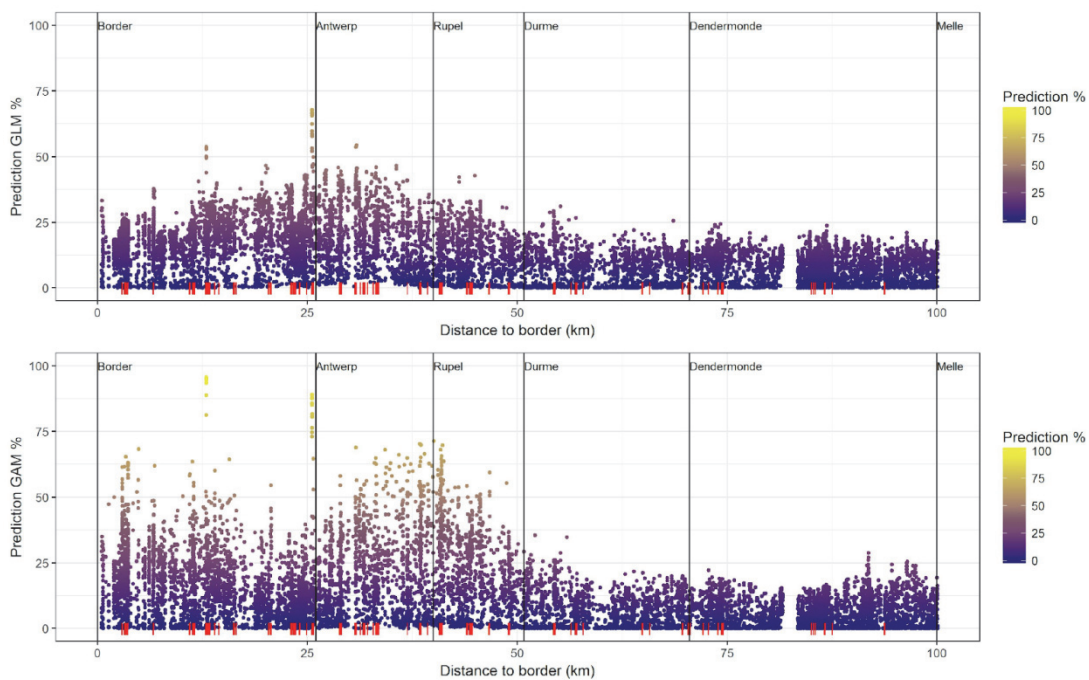 Border Antwerp Rupel Durme Dendermonde Melle
Prediction GLM %
100
75
50
25
0
0 25 50 75 100
Distance to border (km)
Prediction %
100
75
50
25
0
Border Antwerp Rupel Durme Dendermonde Melle
Prediction GAM %
100
75
50
25
0
0 25 50 75 100
Distance to border (km)
Prediction %
100
75
50
25
0